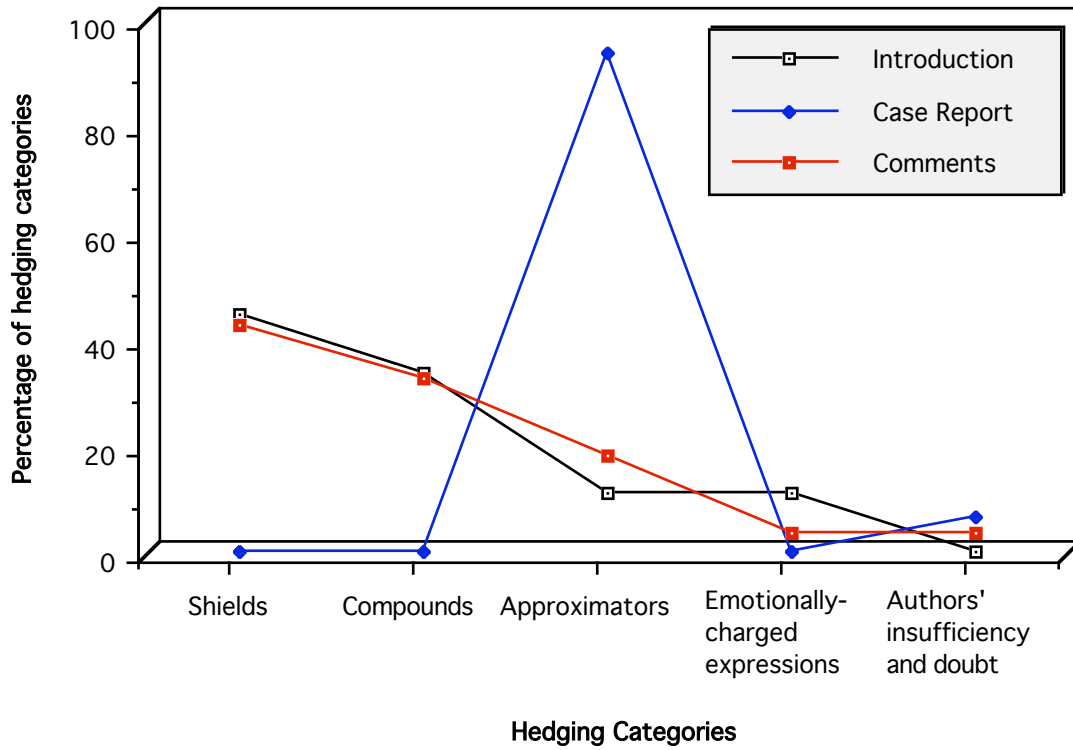 100
80
60
40
20
0
Percentage of hedging categories
Introduction
Case Report
Comments
Shields
Compounds
Approximators
Emotionally-
charged
expressions
Authors'
insufficiency
and doubt
Hedging Categories